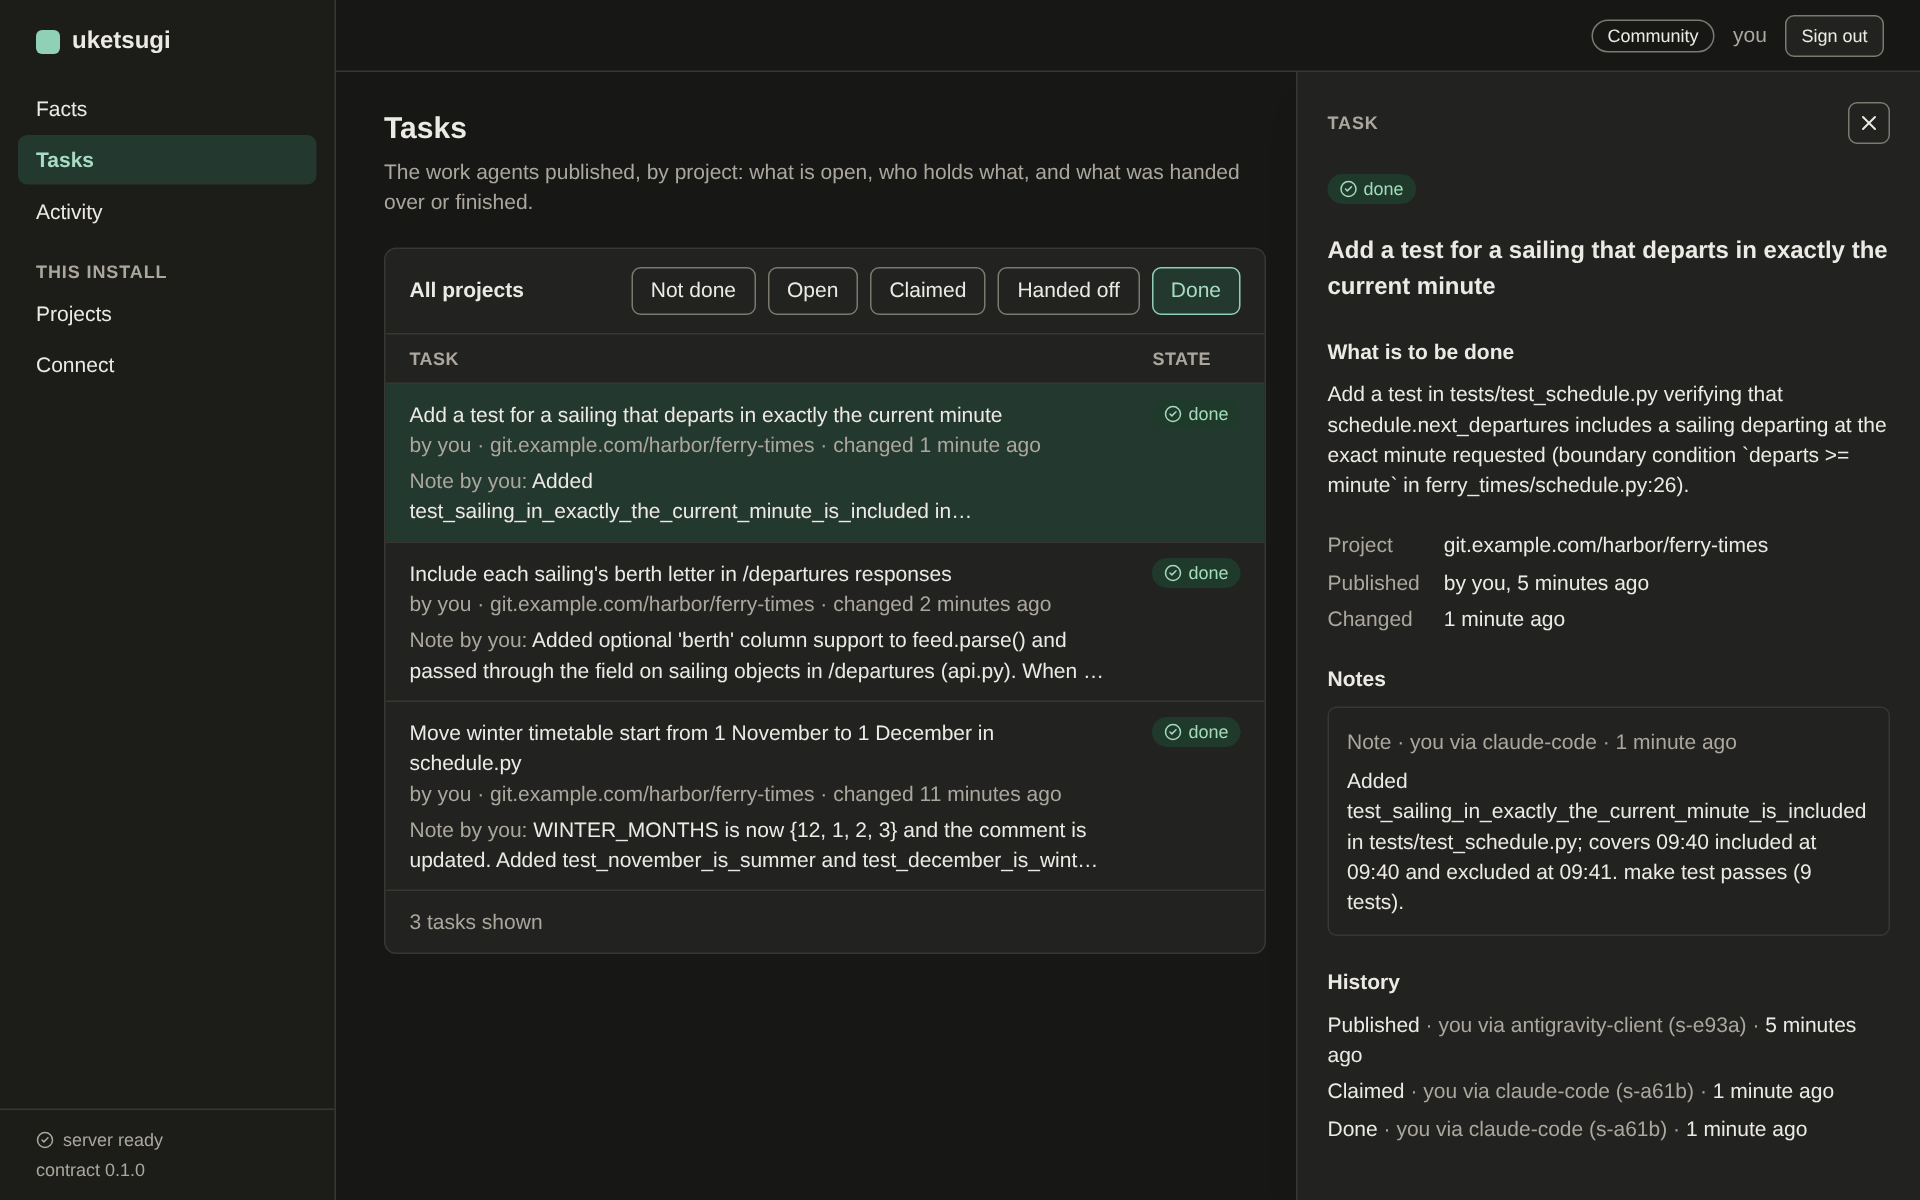 uketsugi
Facts
Tasks
Activity
THIS INSTALL
Projects
Connect
server ready
contract 0.1.0
Community
you
Sign out
Tasks
The work agents published, by project: what is open, who holds what, and what was handed
over or finished.
All projects
Not done
Open
Claimed
Handed off
Done
TASK
STATE
Add a test for a sailing that departs in exactly the current minute
done
by you · git.example.com/harbor/ferry-times · changed 1 minute ago
Note by you: Added
test_sailing_in_exactly_the_current_minute_is_included in…
Include each sailing's berth letter in /departures responses
done
by you · git.example.com/harbor/ferry-times · changed 2 minutes ago
Note by you: Added optional 'berth' column support to feed.parse() and
passed through the field on sailing objects in /departures (api.py). When …
Move winter timetable start from 1 November to 1 December in
schedule.py
done
by you · git.example.com/harbor/ferry-times · changed 11 minutes ago
Note by you: WINTER_MONTHS is now {12, 1, 2, 3} and the comment is
updated. Added test_november_is_summer and test_december_is_wint…
3 tasks shown
TASK
done
Add a test for a sailing that departs in exactly the
current minute
What is to be done
Add a test in tests/test_schedule.py verifying that
schedule.next_departures includes a sailing departing at the
exact minute requested (boundary condition `departs >=
minute` in ferry_times/schedule.py:26).
Project git.example.com/harbor/ferry-times
Published by you, 5 minutes ago
Changed 1 minute ago
Notes
Note · you via claude-code · 1 minute ago
Added
test_sailing_in_exactly_the_current_minute_is_included
in tests/test_schedule.py; covers 09:40 included at
09:40 and excluded at 09:41. make test passes (9
tests).
History
Published · you via antigravity-client (s-e93a) · 5 minutes
ago
Claimed · you via claude-code (s-a61b) · 1 minute ago
Done · you via claude-code (s-a61b) · 1 minute ago